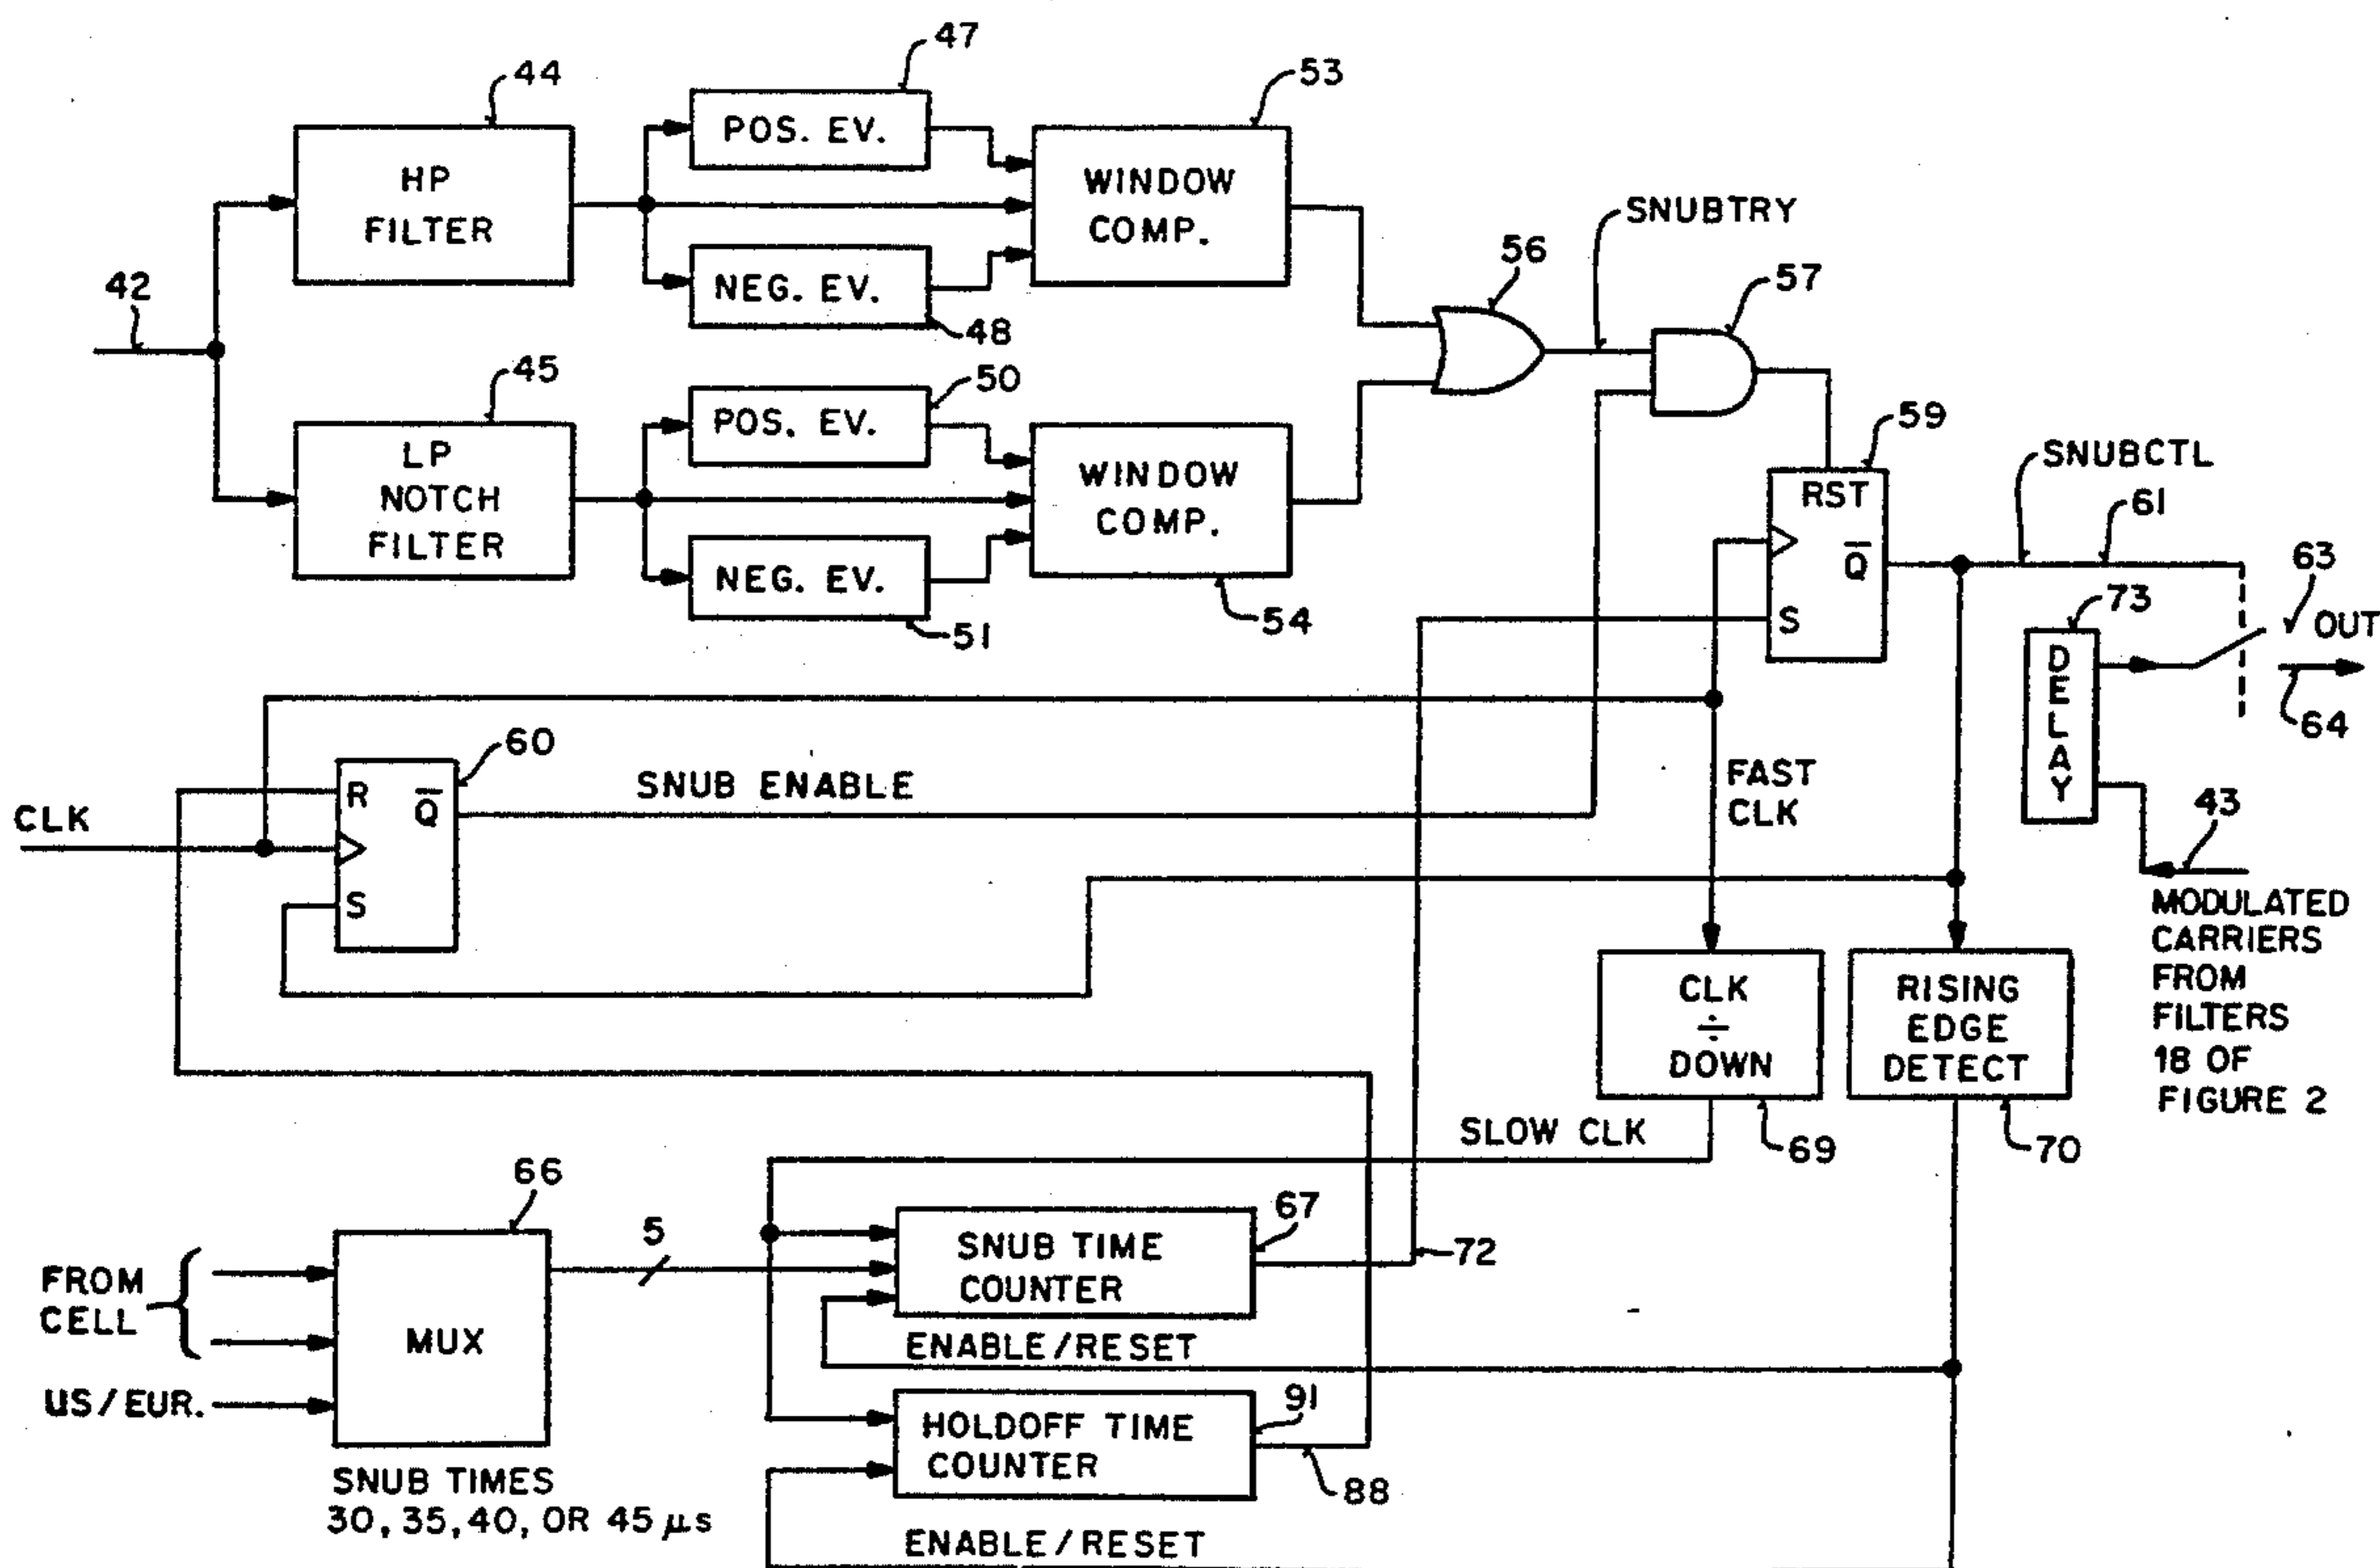 47
44
53
POS. EV.
HP
FILTER
WINDOW
COMP.
SNUBTRY
42
NEG. EV.
48
56
57
45
50
POS. EV.
59
LP
NOTCH
FILTER
WINDOW
COMP.
SNUBCTL
RST
61
Q
63
NEG. EV.
51
54
S
73
OUT
DELAY
64
60
R
Q
SNUB ENABLE
FAST
CLK
43
CLK
S
MODULATED
CARRIERS
FROM
FILTERS
18 OF
FIGURE 2
CLK
÷
DOWN
RISING
EDGE
DETECT
SLOW CLK
69
70
66
5
67
FROM
CELL
SNUB TIME
COUNTER
72
MUX
ENABLE/RESET
US/EUR.
91
HOLDOFF TIME
COUNTER
88
SNUB TIMES
30, 35, 40, OR 45 μs
ENABLE/RESET